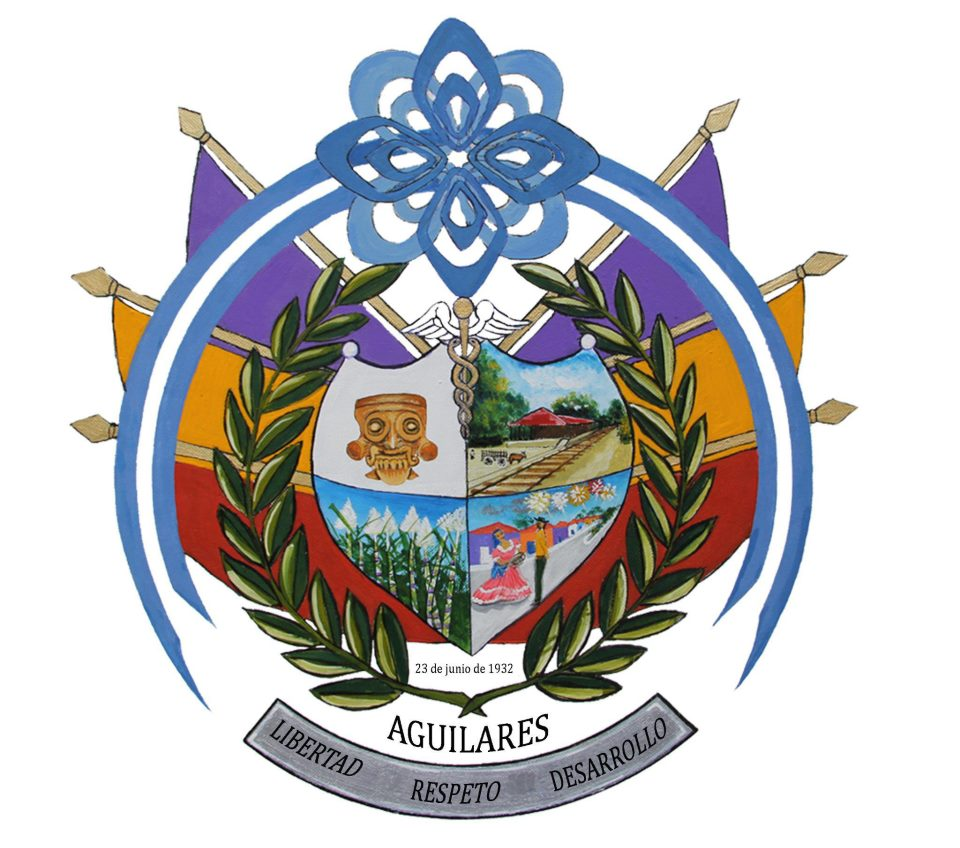 23 de junio de 1932
AGUILARES
LIBERTAD RESPETO DESARROLLO